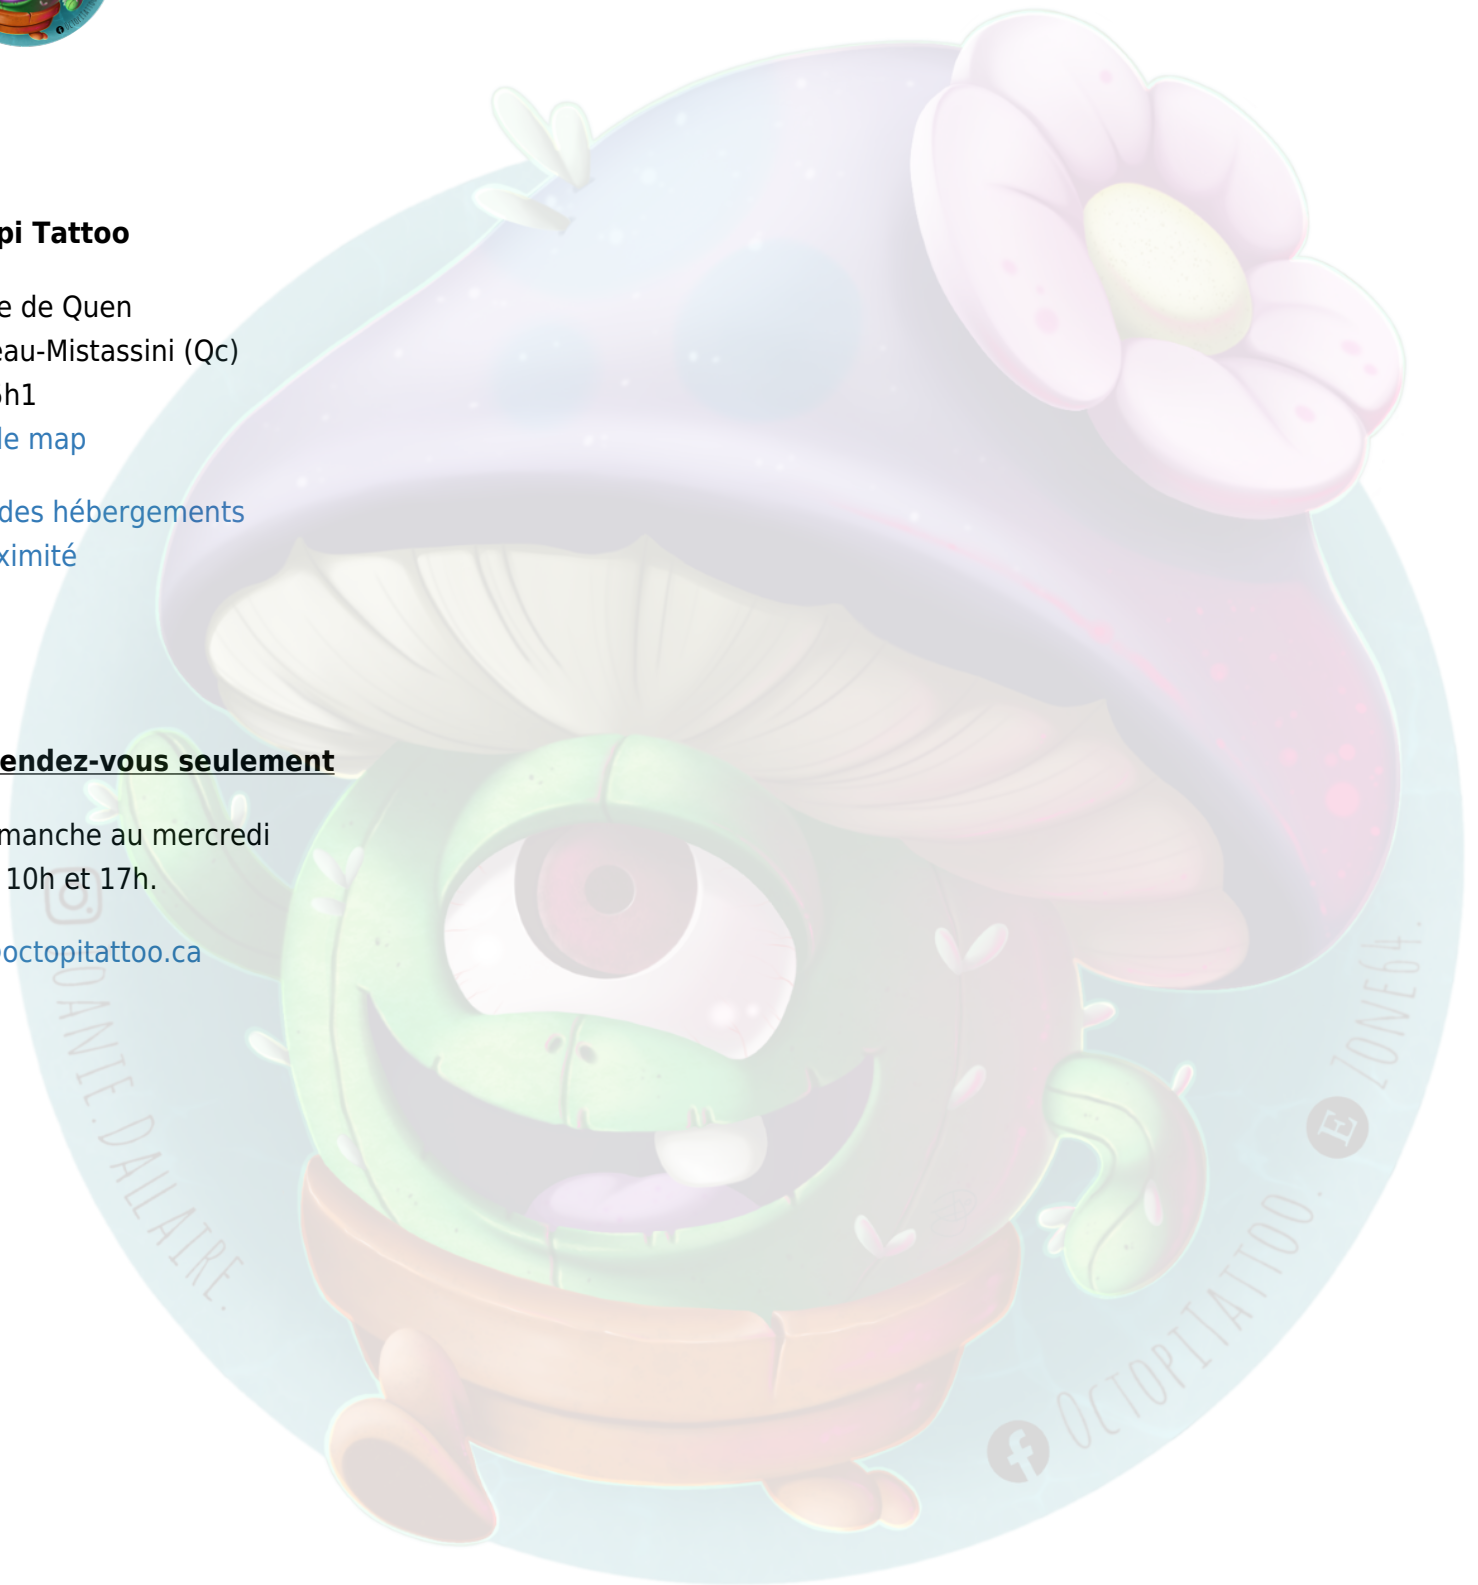 pi Tattoo
e de Quen
eau-Mistassini (Qc)
h1
le map
des hébergements
ximité
endez-vous seulement
manche au mercredi
10h et 17h.
octopitattoo.ca
OANIE.DALLAIRE.
OCTOPITATTOO.
E ZONE64.